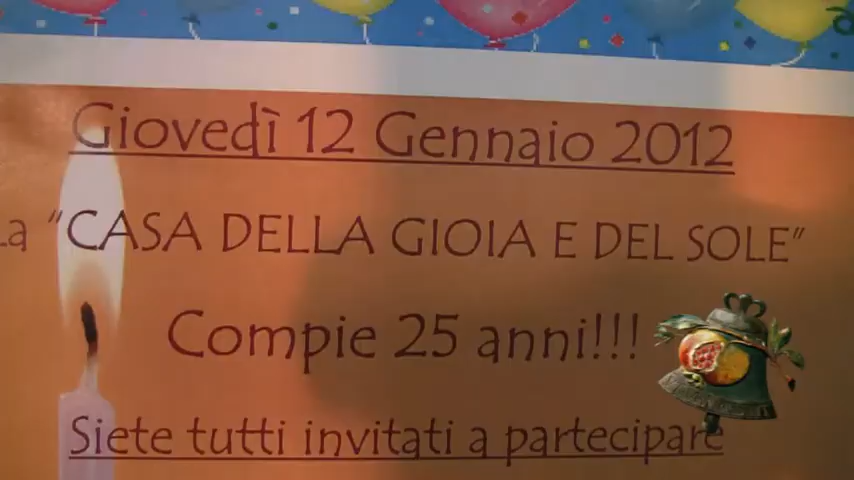 Giovedì 12 Gennaio 2012
La "CASA DELLA GIOIA E DEL SOLE"
Compie 25 anni!!!
Siete tutti invitati a partecipare